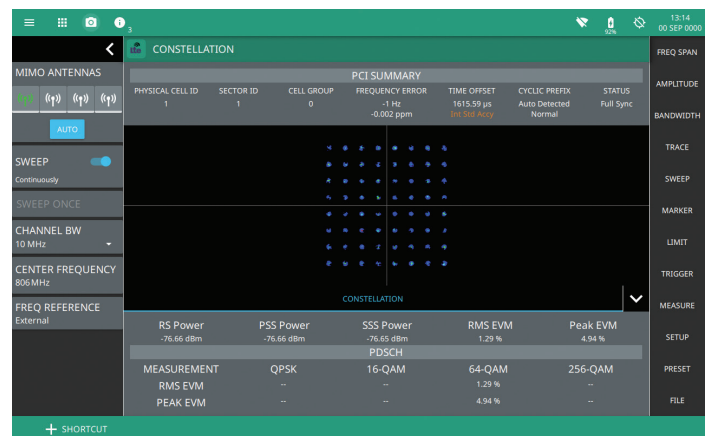 3
92%
13:14
00 SEP 0000
CONSTELLATION
FREQ SPAN
AMPLITUDE
BANDWIDTH
TRACE
SWEEP
MARKER
LIMIT
TRIGGER
MEASURE
SETUP
PRESET
FILE
MIMO ANTENNAS
AUTO
SWEEP
Continuously
SWEEP ONCE
CHANNEL BW
10 MHz
CENTER FREQUENCY
806 MHz
FREQ REFERENCE
External
PCI SUMMARY
PHYSICAL CELL ID SECTOR ID CELL GROUP FREQUENCY ERROR TIME OFFSET CYCLIC PREFIX STATUS
1 1 0 -1 Hz 1615.59 µs Auto Detected Full Sync
-0.002 ppm Int Std Accy Normal
CONSTELLATION
RS Power PSS Power SSS Power RMS EVM Peak EVM
-76.66 dBm -76.66 dBm -76.65 dBm 1.29 % 4.94 %
PDSCH
MEASUREMENT QPSK 16-QAM 64-QAM 256-QAM
RMS EVM -- -- 1.29 % --
PEAK EVM -- -- 4.94 % --
+ SHORTCUT